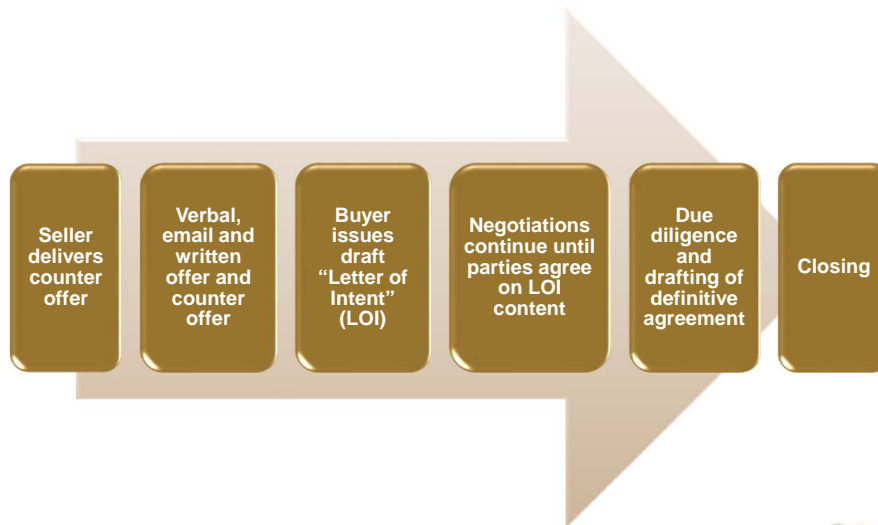 Seller
delivers
counter
offer
Verbal,
email and
written
offer and
counter
offer
Buyer
issues
draft
“Letter of
Intent”
(LOI)
Negotiations
continue until
parties agree
on LOI
content
Due
diligence
and
drafting of
definitive
agreement
Closing